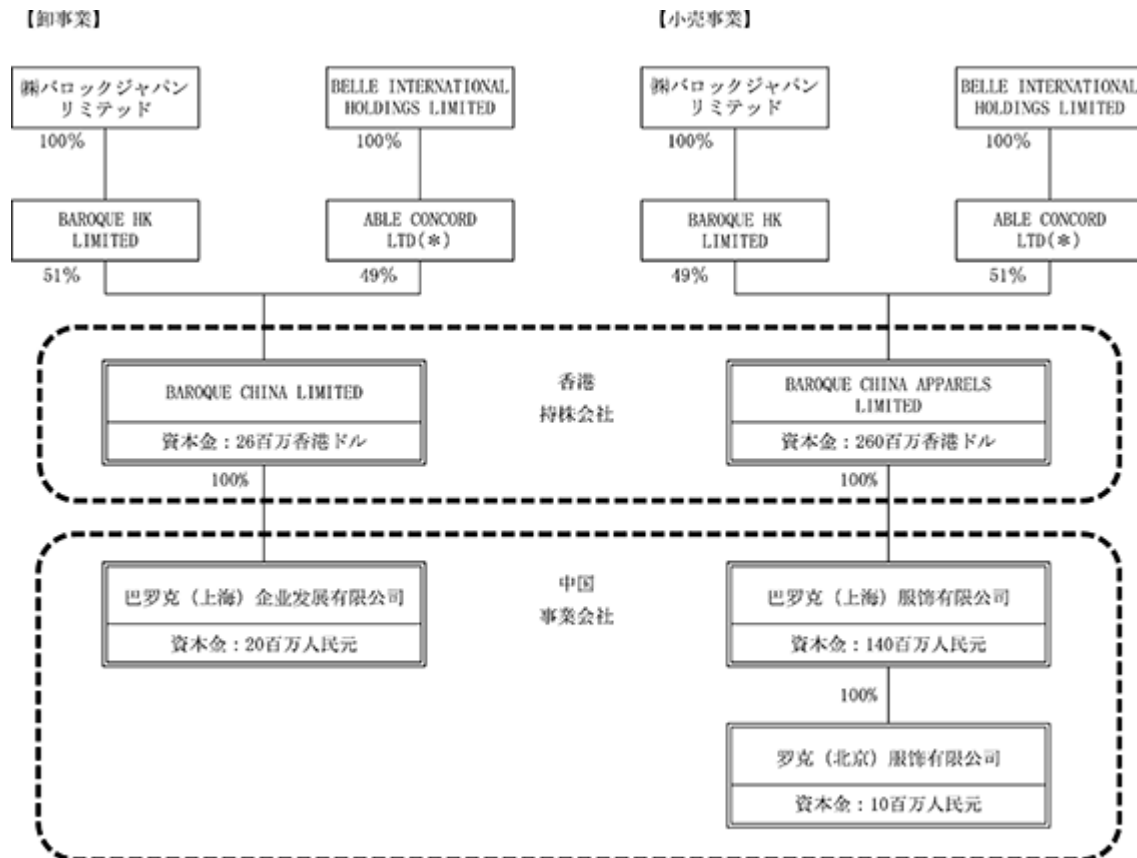 【卸事業】
【小売事業】
㈱バロックジャパン
リミテッド
BELLE INTERNATIONAL
HOLDINGS LIMITED
㈱バロックジャパン
リミテッド
BELLE INTERNATIONAL
HOLDINGS LIMITED
100%
100%
100%
100%
BAROQUE HK
LIMITED
ABLE CONCORD
LTD(＊)
BAROQUE HK
LIMITED
ABLE CONCORD
LTD(＊)
51%
49%
49%
51%
BAROQUE CHINA LIMITED
資本金：26百万香港ドル
香港
持株会社
BAROQUE CHINA APPARELS
LIMITED
資本金：260百万香港ドル
100%
100%
巴罗克（上海）企业发展有限公司
資本金：20百万人民元
中国
事業会社
巴罗克（上海）服饰有限公司
資本金：140百万人民元
100%
罗克（北京）服饰有限公司
資本金：10百万人民元